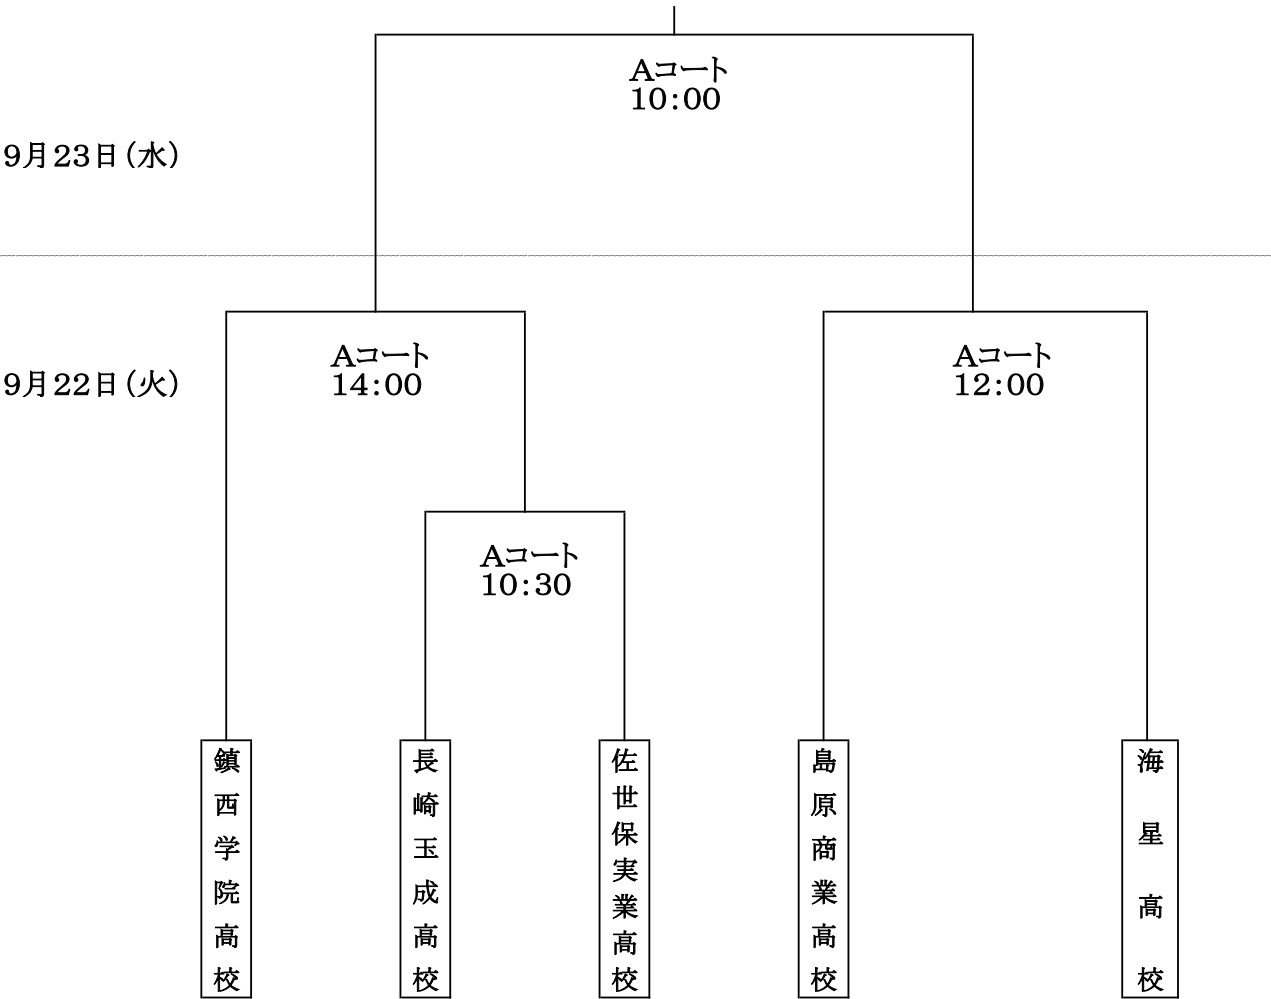 Aコート
10:00
9月23日(水)
Aコート
14:00
Aコート
12:00
9月22日(火)
Aコート
10:30
鎮西学院高校
長崎玉成高校
佐世保実業高校
島原商業高校
海星高校